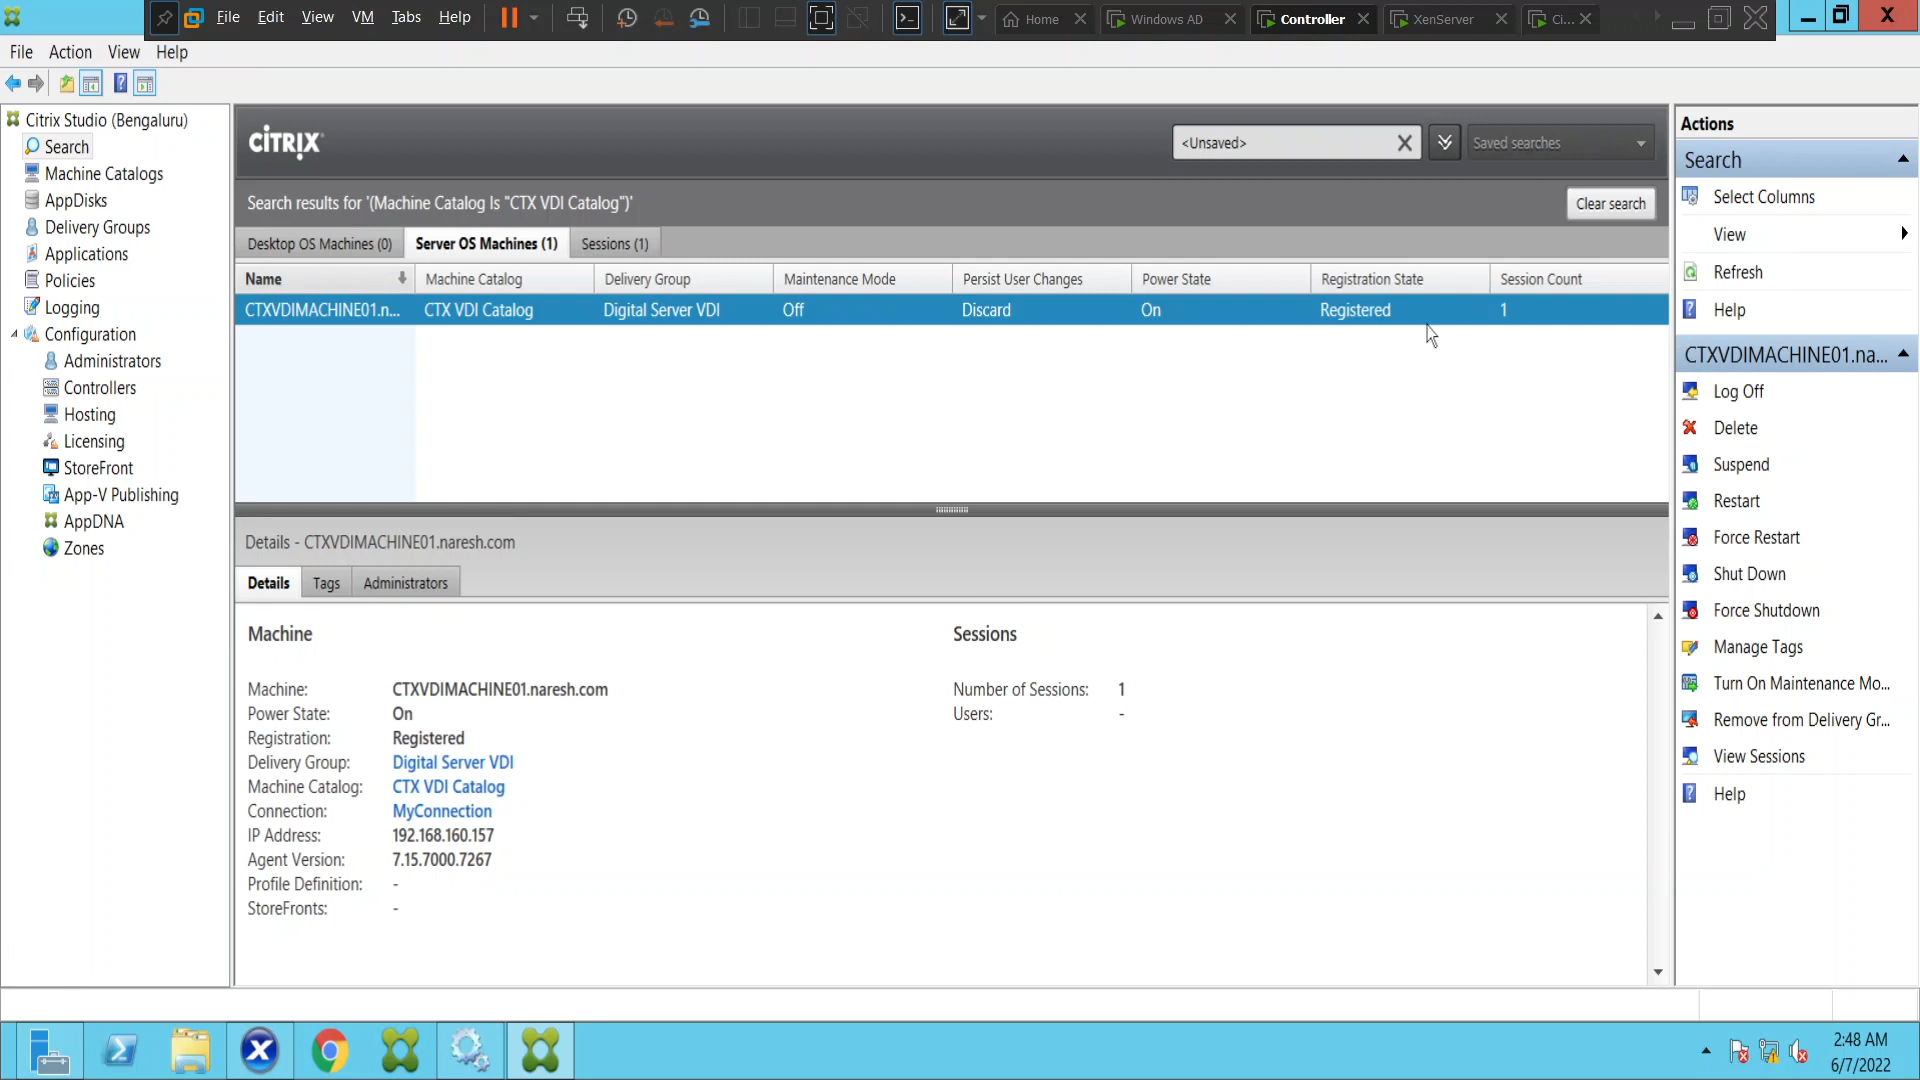 File Edit View VM Tabs Help
Home Windows AD Controller XenServer Ci...
File Action View Help
Citrix Studio (Bengaluru)
Search
Machine Catalogs
AppDisks
Delivery Groups
Applications
Policies
Logging
Configuration
Administrators
Controllers
Hosting
Licensing
StoreFront
App-V Publishing
AppDNA
Zones
CITRIX
<Unsaved>
Saved searches
Search results for '(Machine Catalog Is "CTX VDI Catalog")'
Clear search
Desktop OS Machines (0) Server OS Machines (1) Sessions (1)
Name Machine Catalog Delivery Group Maintenance Mode Persist User Changes Power State Registration State Session Count
CTXVDIMACHINE01.n... CTX VDI Catalog Digital Server VDI Off Discard On Registered 1
Details - CTXVDIMACHINE01.naresh.com
Details Tags Administrators
Machine
Machine: CTXVDIMACHINE01.naresh.com
Power State: On
Registration: Registered
Delivery Group: Digital Server VDI
Machine Catalog: CTX VDI Catalog
Connection: MyConnection
IP Address: 192.168.160.157
Agent Version: 7.15.7000.7267
Profile Definition: -
StoreFronts: -
Sessions
Number of Sessions: 1
Users: -
Actions
Search
Select Columns
View
Refresh
Help
CTXVDIMACHINE01.na...
Log Off
Delete
Suspend
Restart
Force Restart
Shut Down
Force Shutdown
Manage Tags
Turn On Maintenance Mo...
Remove from Delivery Gr...
View Sessions
Help
2:48 AM
6/7/2022